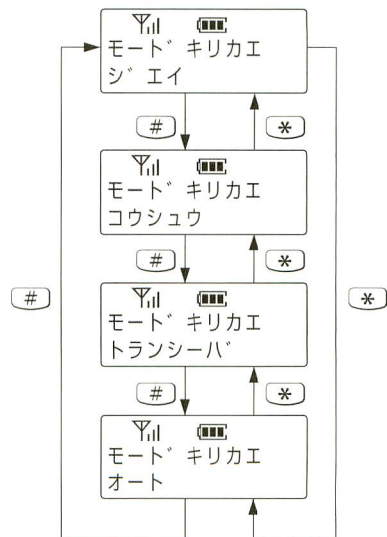 モード キリカエ
ジエイ
# *
モード キリカエ
コウシュウ
# *
# *
モード キリカエ
トランシーバ
# *
モード キリカエ
オート